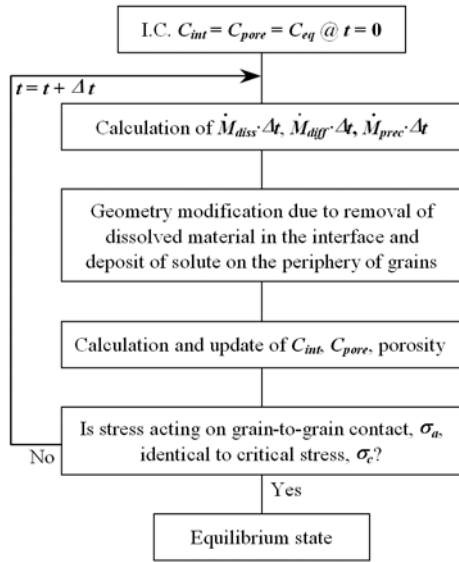 I.C. C_int = C_pore = C_eq @ t = 0
t = t + Δt
Calculation of Ṁ_diss·Δt, Ṁ_diff·Δt, Ṁ_prec·Δt
Geometry modification due to removal of
dissolved material in the interface and
deposit of solute on the periphery of grains
Calculation and update of C_int, C_pore, porosity
Is stress acting on grain-to-grain contact, σ_a,
identical to critical stress, σ_c?
No
Yes
Equilibrium state